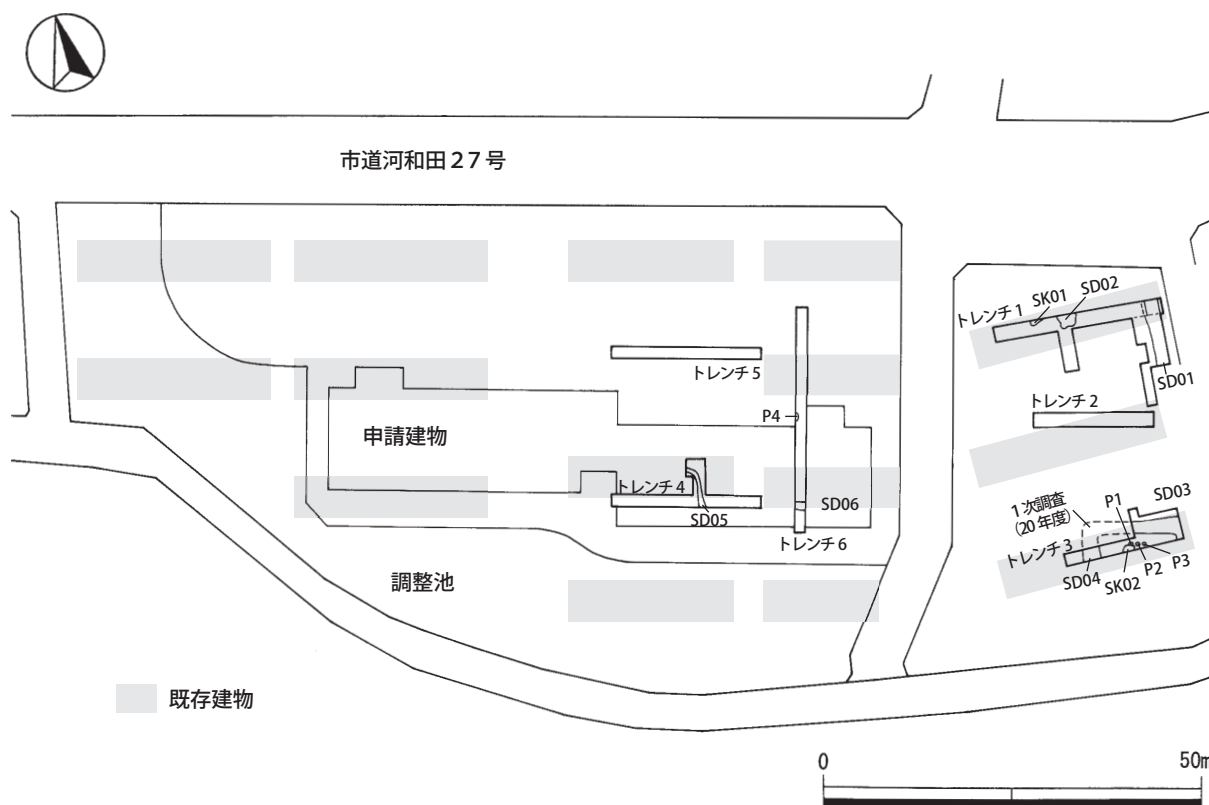 市道河和田27号
トレンチ1
SK01
SD02
SD01
トレンチ5
トレンチ2
P4
申請建物
トレンチ4
SD05
SD06
トレンチ6
1次調査
(20年度)
P1
SD03
トレンチ3
SD04
SK02
P2
P3
調整池
既存建物
0
50m